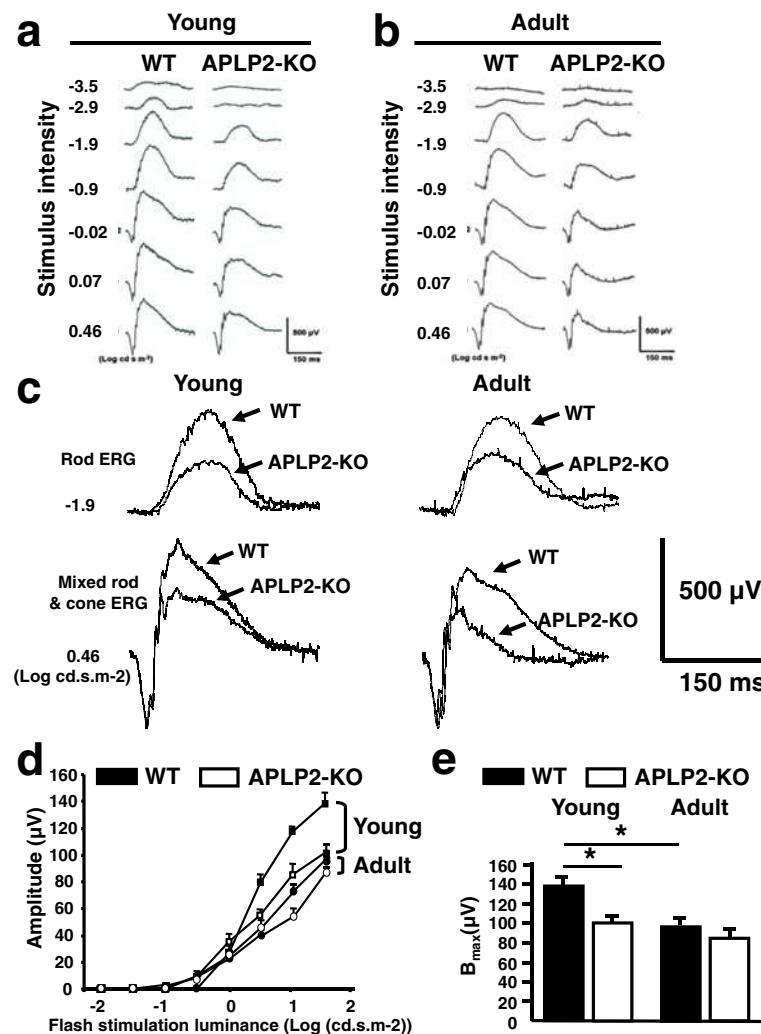 a
Young
WT APLP2-KO
Stimulus intensity
-3.5
-2.9
-1.9
-0.9
-0.02
0.07
0.46
(Log cd s m-2)
500 µV
150 ms
b
Adult
WT APLP2-KO
Stimulus intensity
-3.5
-2.9
-1.9
-0.9
-0.02
0.07
0.46
(Log cd s m-2)
500 µV
150 ms
c
Young Adult
Rod ERG
-1.9
WT
APLP2-KO
WT
APLP2-KO
Mixed rod
& cone ERG
0.46
(Log cd.s.m-2)
WT
APLP2-KO
WT
APLP2-KO
500 µV
150 ms
d
WT APLP2-KO
Amplitude (µV)
160
140
120
100
80
60
40
20
0
Young
Adult
-2 -1 0 1 2
Flash stimulation luminance (Log (cd.s.m-2))
e
WT APLP2-KO
Young Adult
*
*
Bmax(µV)
160
140
120
100
80
60
40
20
0